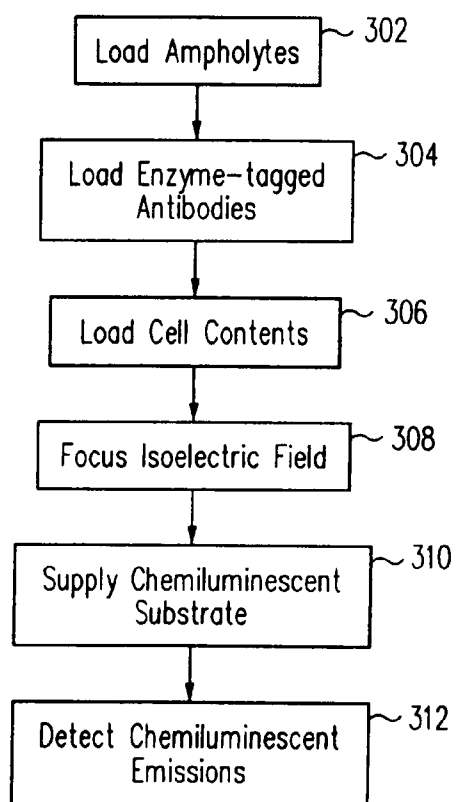 302
Load Ampholytes
304
Load Enzyme-tagged
Antibodies
306
Load Cell Contents
308
Focus Isoelectric Field
310
Supply Chemiluminescent
Substrate
312
Detect Chemiluminescent
Emissions